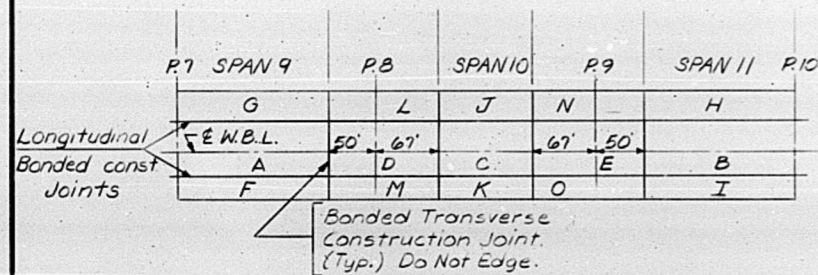 P.7 SPAN 9 P.8 SPAN 10 P.9 SPAN 11 P.10
G L J N H
Longitudinal
Bonded const.
Joints
℄ W.B.L.
50' 67' 67' 50'
A D C E B
F M K O I
Bonded Transverse
Construction Joint.
(Typ.) Do Not Edge.